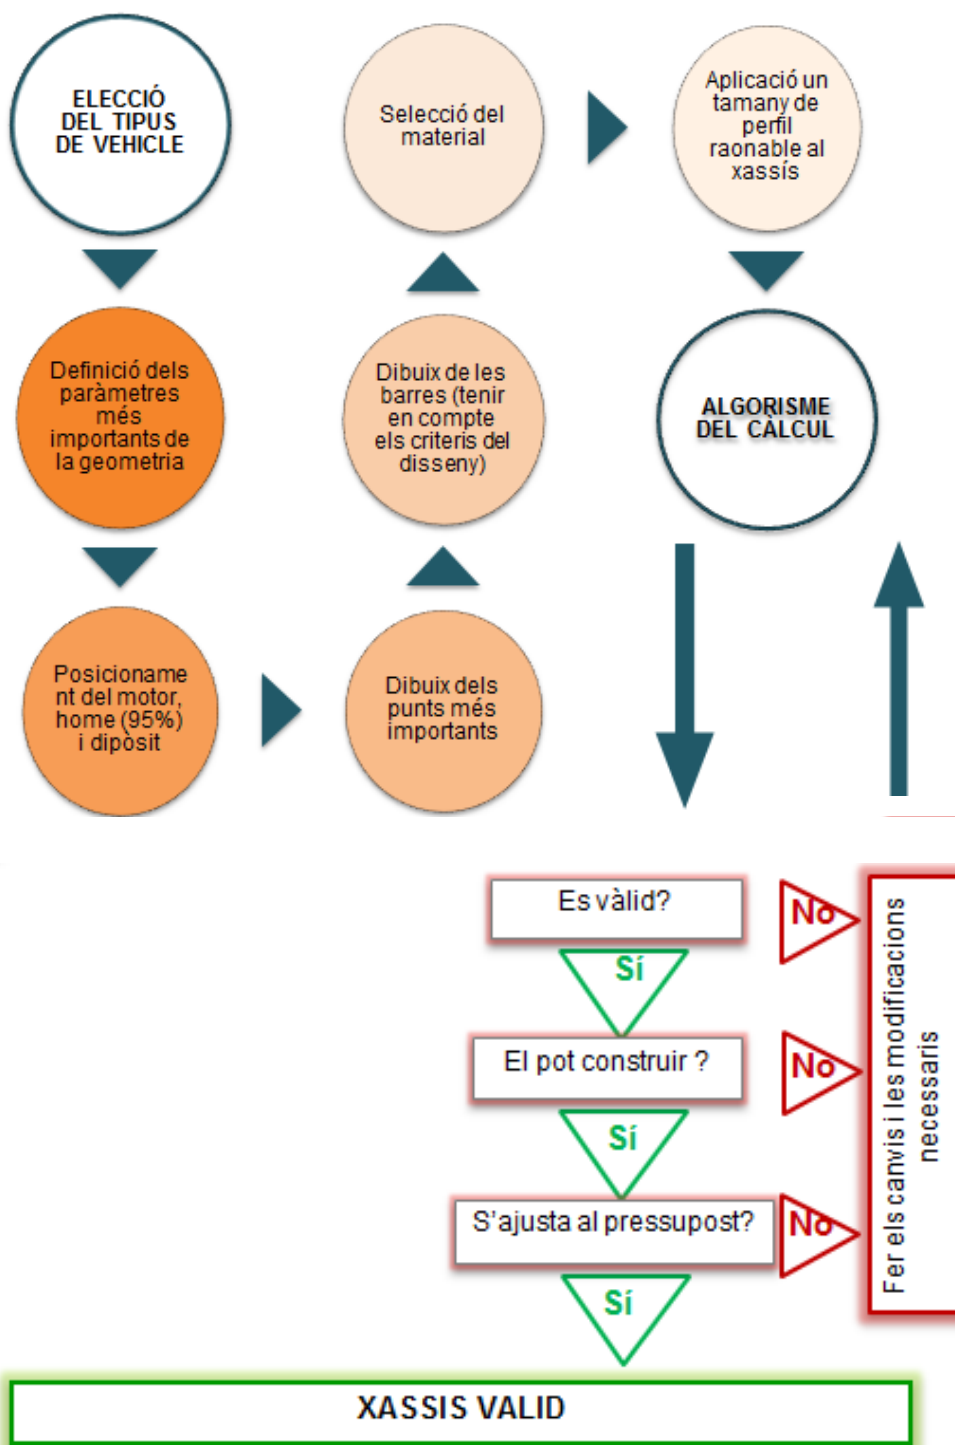 ELECCIÓ
DEL TIPUS
DE VEHICLE
Definició dels
paràmetres
més
importants de
la geometria
Posicioname
nt del motor,
home (95%)
i dipòsit
Dibuix dels
punts més
importants
Dibuix de les
barres (tenir
en compte
els criteris del
disseny)
Selecció del
material
Aplicació un
tamany de
perfil
raonable al
xassís
ALGORISME
DEL CÀLCUL
Es vàlid?
No
Sí
El pot construir ?
No
Sí
S'ajusta al pressupost?
No
Sí
Fer els canvis i les modificacions
necessaris
XASSIS VALID